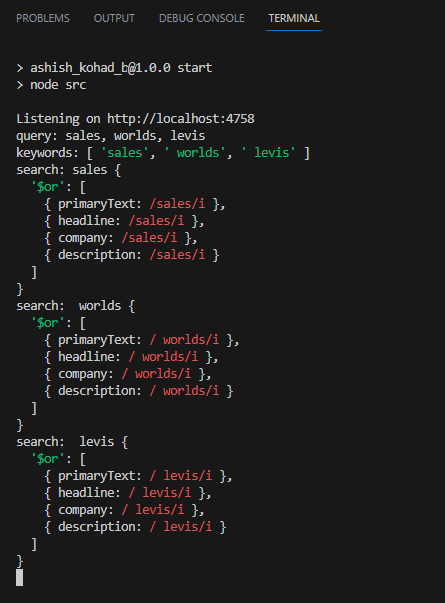 PROBLEMS OUTPUT DEBUG CONSOLE TERMINAL
> ashish_kohad_b@1.0.0 start
> node src
Listening on http://localhost:4758
query: sales, worlds, levis
keywords: [ 'sales', ' worlds', ' levis' ]
search: sales {
  '$or': [
    { primaryText: /sales/i },
    { headline: /sales/i },
    { company: /sales/i },
    { description: /sales/i }
  ]
}
search:  worlds {
  '$or': [
    { primaryText: / worlds/i },
    { headline: / worlds/i },
    { company: / worlds/i },
    { description: / worlds/i }
  ]
}
search:  levis {
  '$or': [
    { primaryText: / levis/i },
    { headline: / levis/i },
    { company: / levis/i },
    { description: / levis/i }
  ]
}